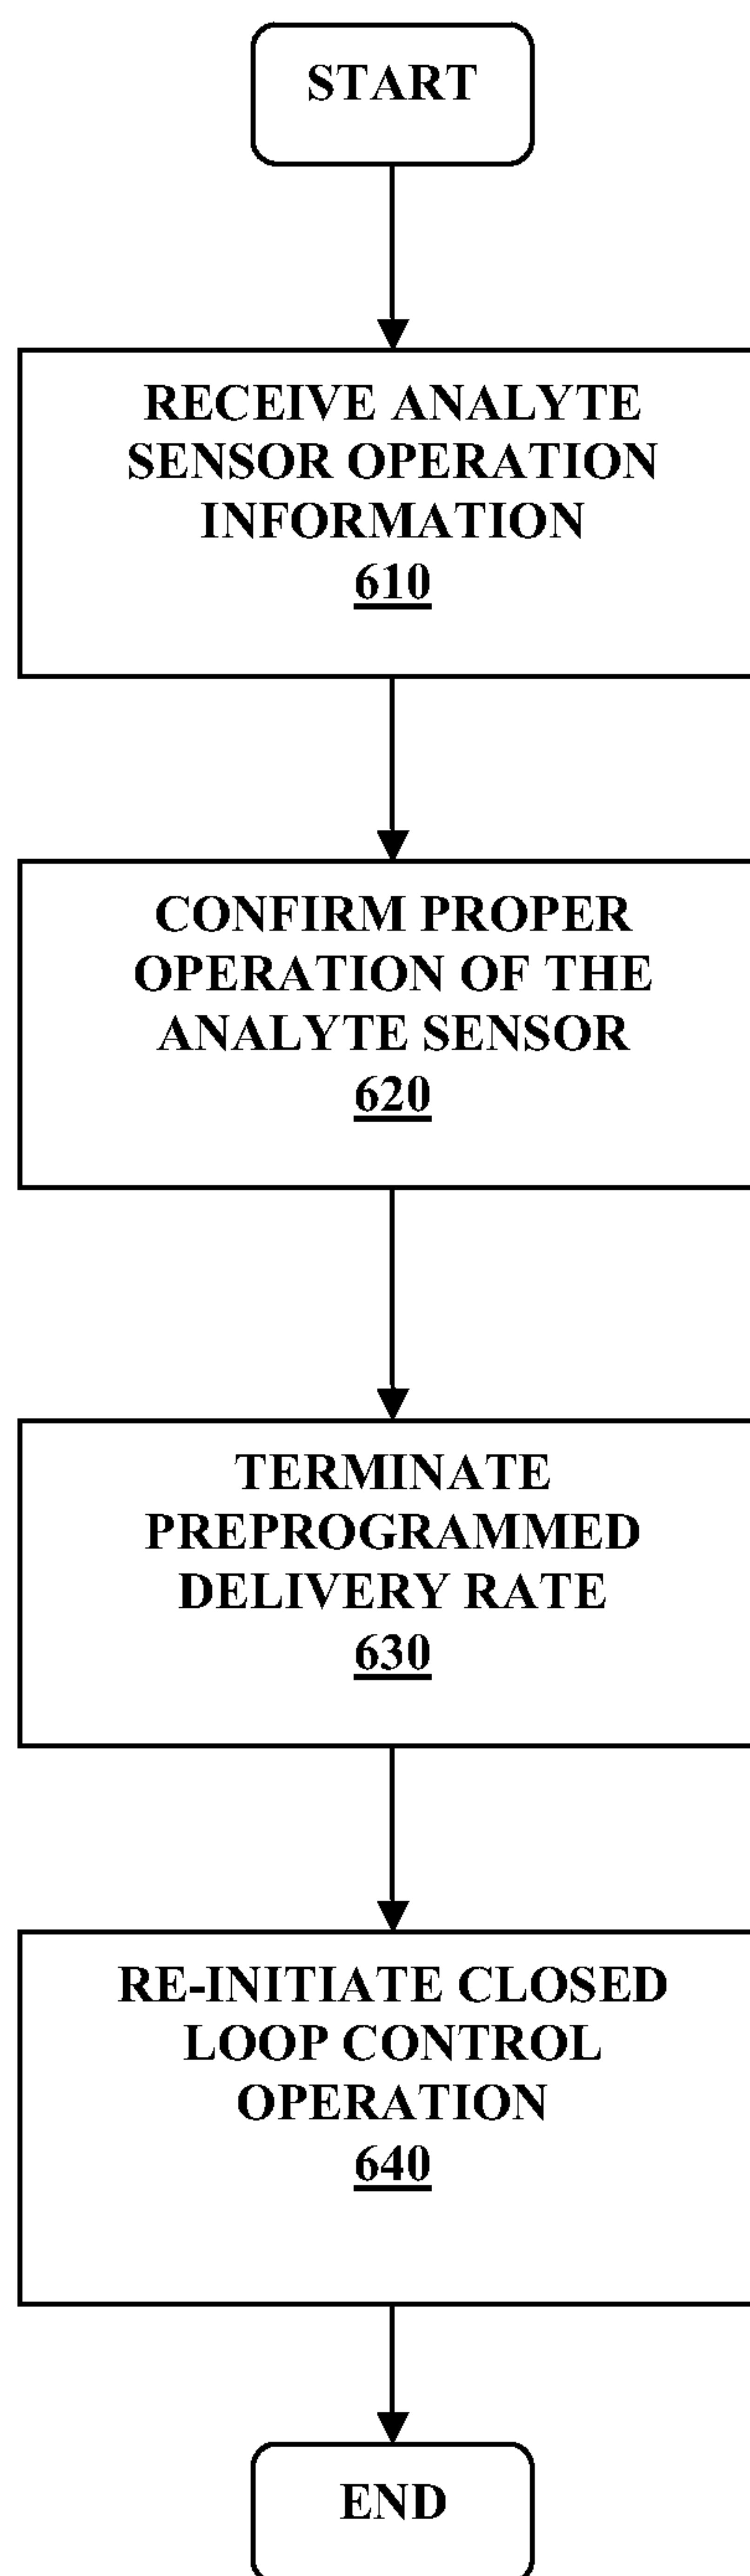 START
RECEIVE ANALYTE
SENSOR OPERATION
INFORMATION
610
CONFIRM PROPER
OPERATION OF THE
ANALYTE SENSOR
620
TERMINATE
PREPROGRAMMED
DELIVERY RATE
630
RE-INITIATE CLOSED
LOOP CONTROL
OPERATION
640
END